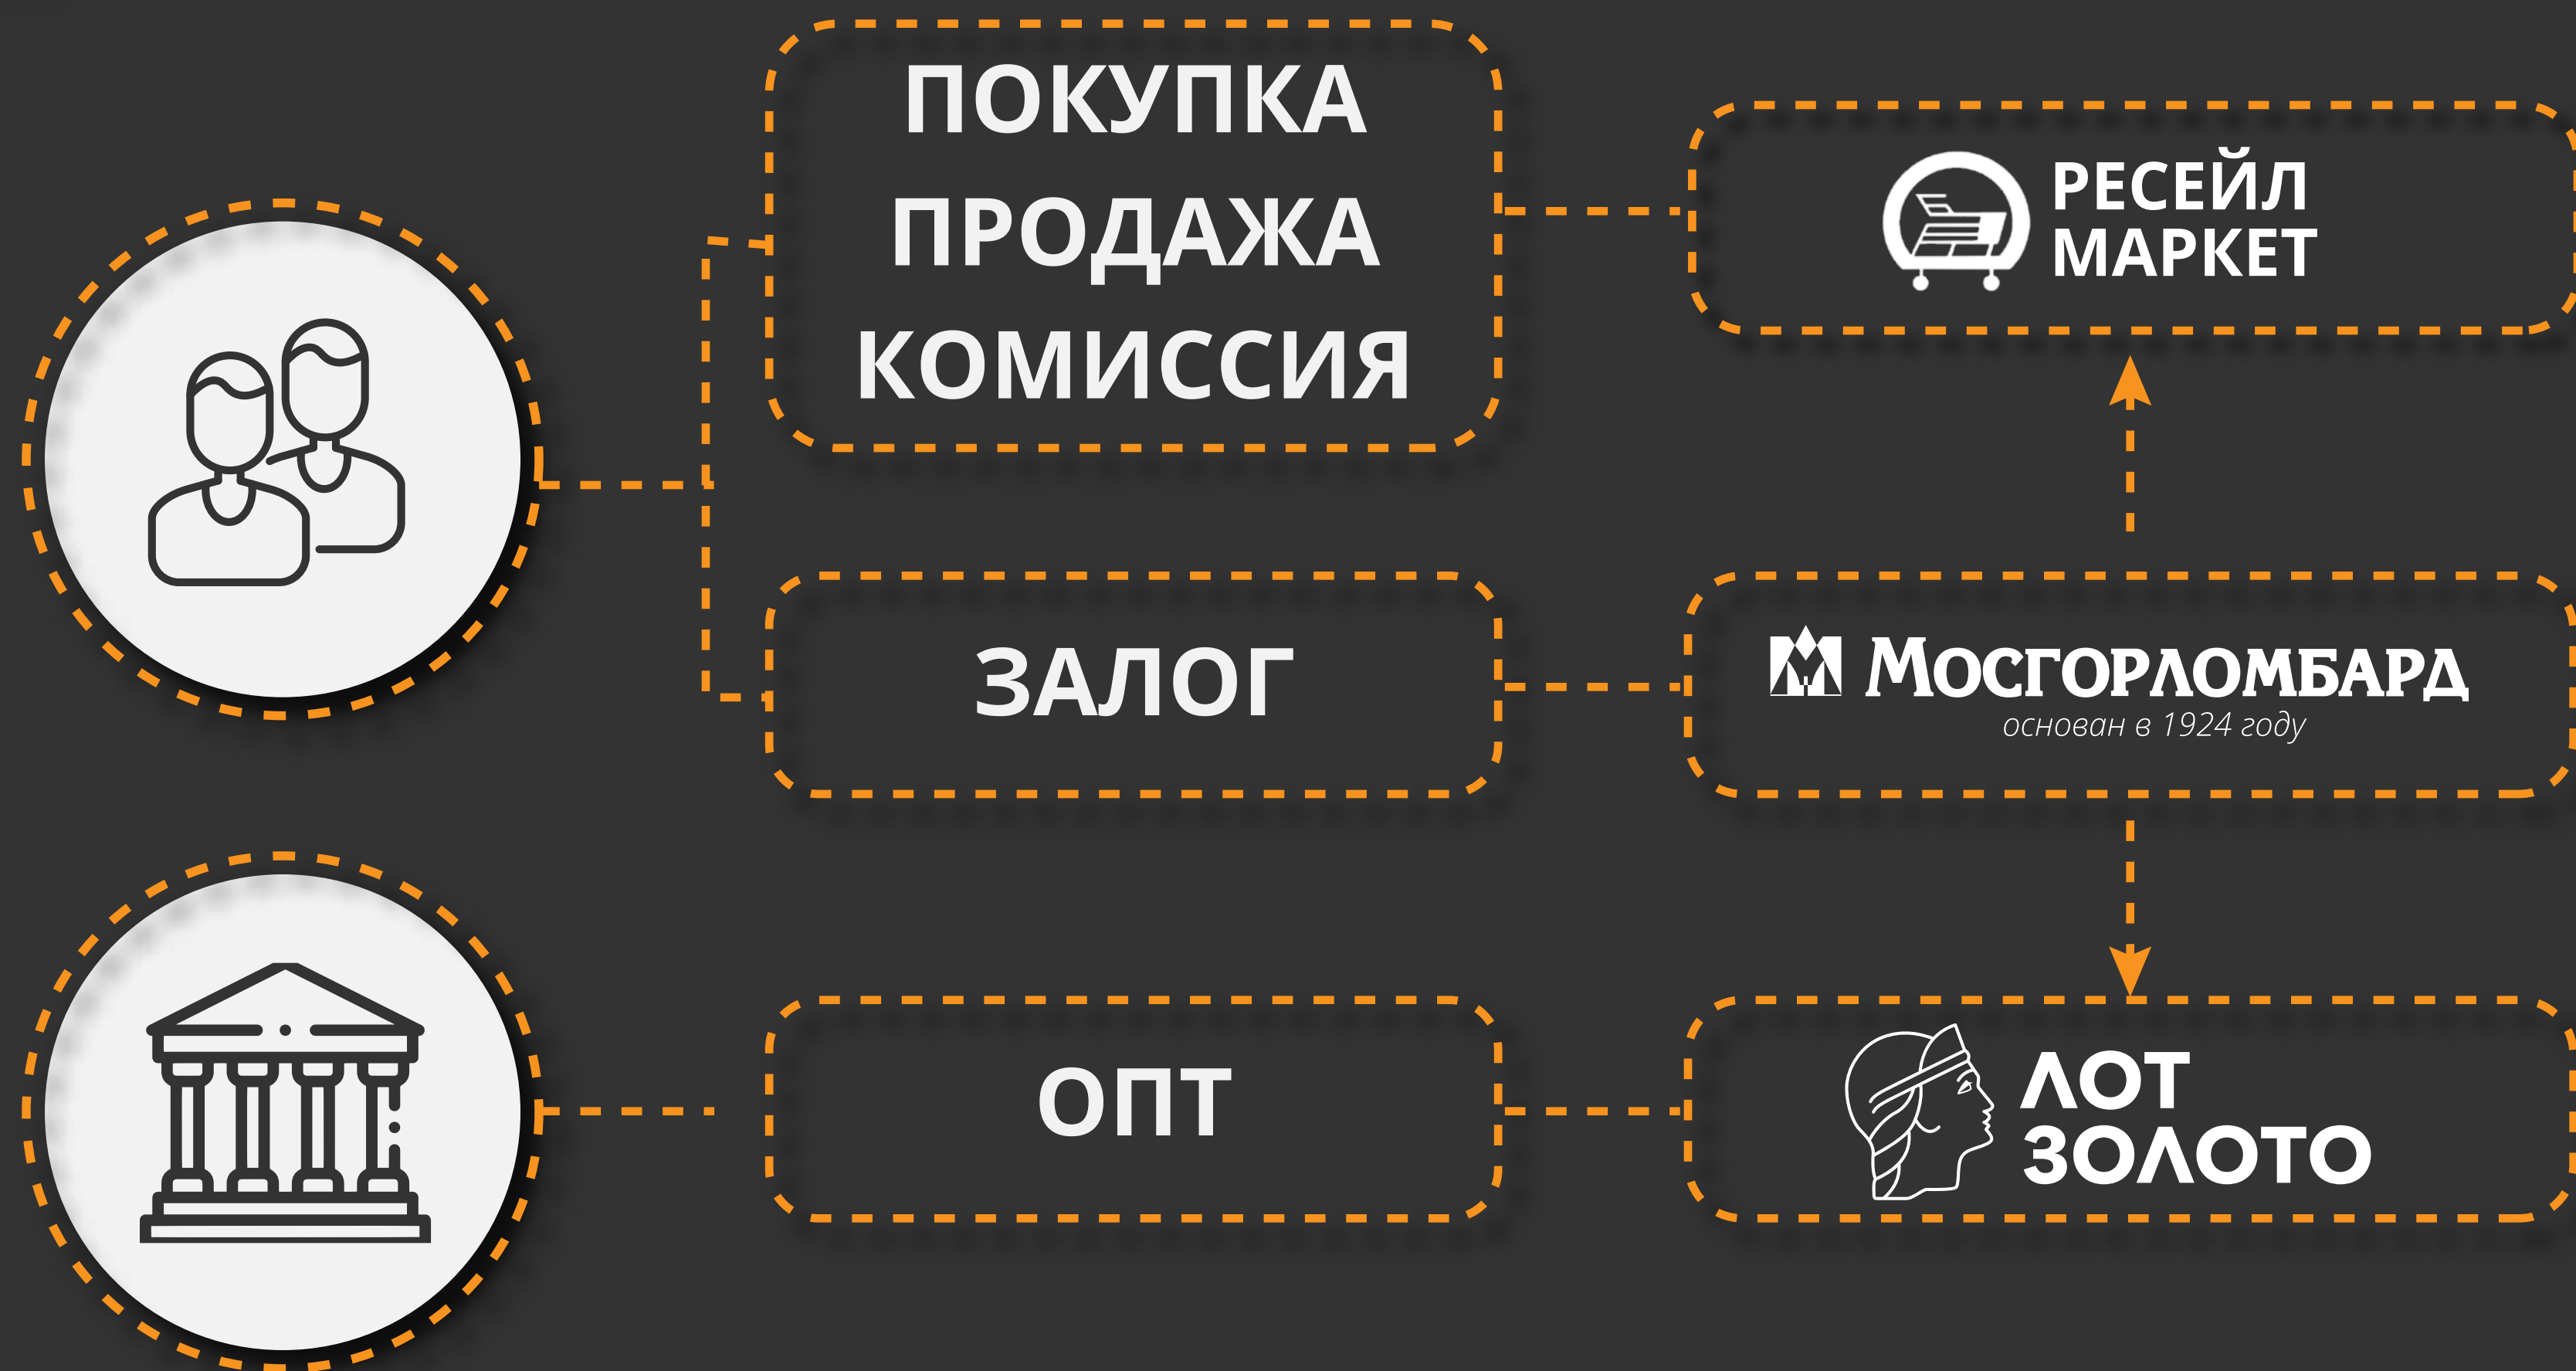 ПОКУПКА
ПРОДАЖА
КОМИССИЯ
РЕСЕЙЛ
МАРКЕТ
ЗАЛОГ
МОСГОРЛОМБАРД
основан в 1924 году
ОПТ
ЛОТ
ЗОЛОТО